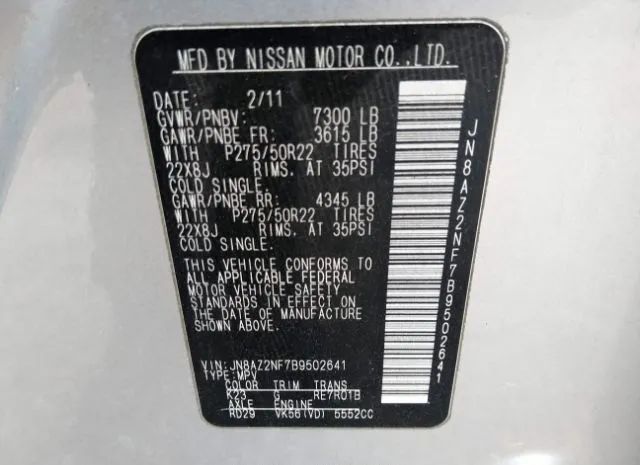 MFD BY NISSAN MOTOR CO.,LTD.
DATE: 2/11
GVWR/PNBV: 7300 LB
GAWR/PNBE FR: 3615 LB
WITH P275/50R22 TIRES
22X8J RIMS. AT 35PSI
COLD SINGLE.
GAWR/PNBE RR: 4345 LB
WITH P275/50R22 TIRES
22X8J RIMS. AT 35PSI
COLD SINGLE.
THIS VEHICLE CONFORMS TO
ALL APPLICABLE FEDERAL
MOTOR VEHICLE SAFETY
STANDARDS IN EFFECT ON
THE DATE OF MANUFACTURE
SHOWN ABOVE.
VIN:JN8AZ2NF7B9502641
TYPE:MPV
COLOR TRIM TRANS
K23 G RE7R01B
AXLE ENGINE
RD29 VK56(VD) 5552CC
JN8AZ2NF7B9502641